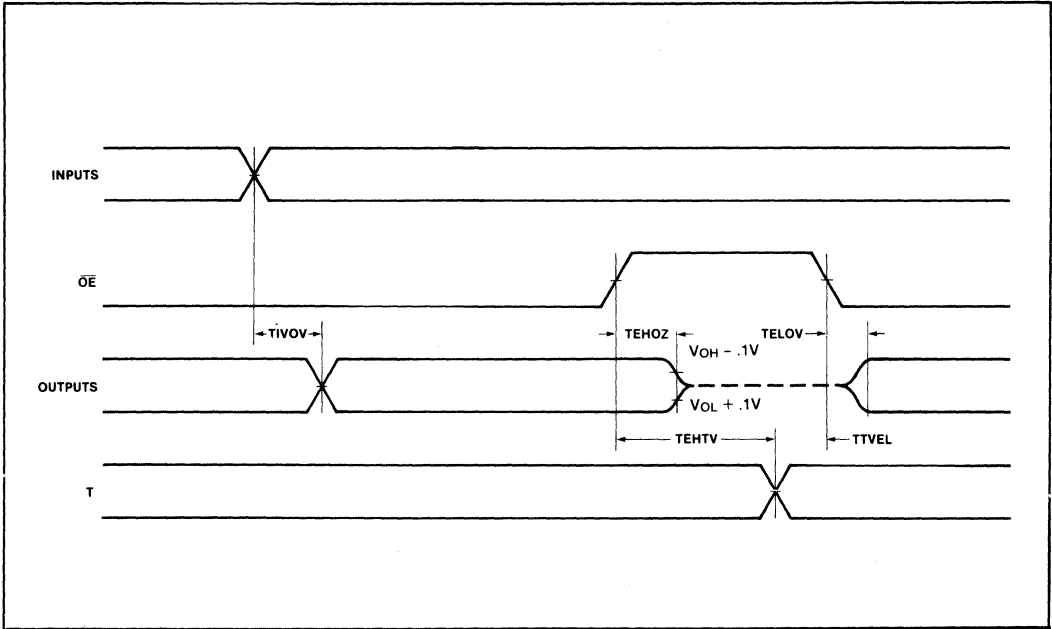 INPUTS
OE
TIVOV
TEHOZ
TELOV
VOH – .1V
OUTPUTS
VOL + .1V
TEHTV
TTVEL
T